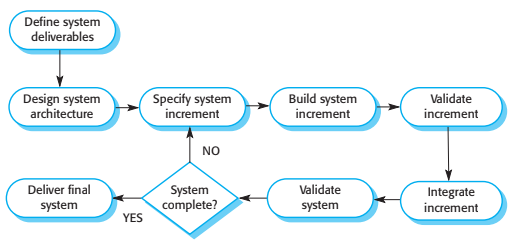 Define system
deliverables
Design system
architecture
Specify system
increment
Build system
increment
Validate
increment
NO
Deliver final
system
YES
System
complete?
Validate
system
Integrate
increment